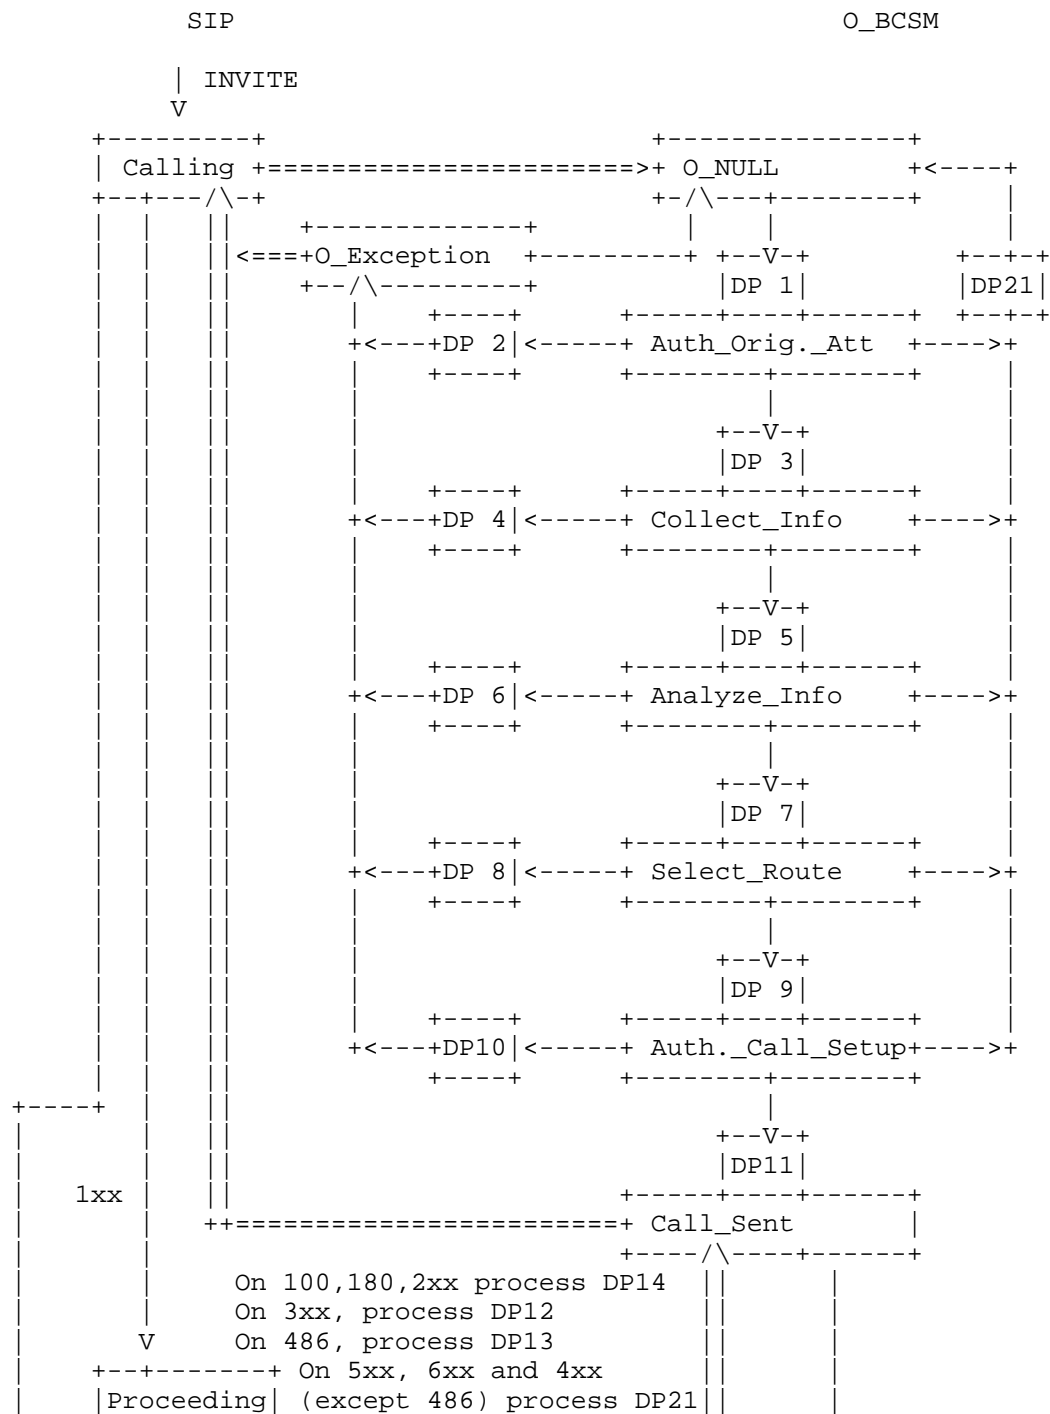 SIP O_BCSM
| INVITE
V
+---------+ +---------------+
| Calling +=======================>+ O_NULL +<----+
+--+---/\-+ +-/\---+--------+ |
| | || +-------------+ | | |
| | ||<===+O_Exception +---------+ +--V-+ +--+-+
| | || +--/\---------+ |DP 1| |DP21|
| | || | +----+ +-----+----+------+ +--+-+
| | || +<---+DP 2|<-----+ Auth_Orig._Att +---->+
| | || | +----+ +--------+--------+ |
| | || | | |
| | || | +--V-+ |
| | || | |DP 3| |
| | || | +----+ +-----+----+------+ |
| | || +<---+DP 4|<-----+ Collect_Info +---->+
| | || | +----+ +--------+--------+ |
| | || | | |
| | || | +--V-+ |
| | || | |DP 5| |
| | || | +----+ +-----+----+------+ |
| | || +<---+DP 6|<-----+ Analyze_Info +---->+
| | || | +----+ +--------+--------+ |
| | || | | |
| | || | +--V-+ |
| | || | |DP 7| |
| | || | +----+ +-----+----+------+ |
| | || +<---+DP 8|<-----+ Select_Route +---->+
| | || | +----+ +--------+--------+ |
| | || | | |
| | || | +--V-+ |
| | || | |DP 9| |
| | || | +----+ +-----+----+------+ |
| | || +<---+DP10|<-----+ Auth._Call_Setup+---->+
| | || +----+ +--------+--------+
+----+ | || |
| | || +--V-+
| | || |DP11|
| 1xx | || +-----+----+------+
| | ++========================+ Call_Sent |
| | +----/\----+------+
| | On 100,180,2xx process DP14 || |
| | On 3xx, process DP12 || |
| V On 486, process DP13 || |
| +--+-------+ On 5xx, 6xx and 4xx || |
| |Proceeding| (except 486) process DP21|| |